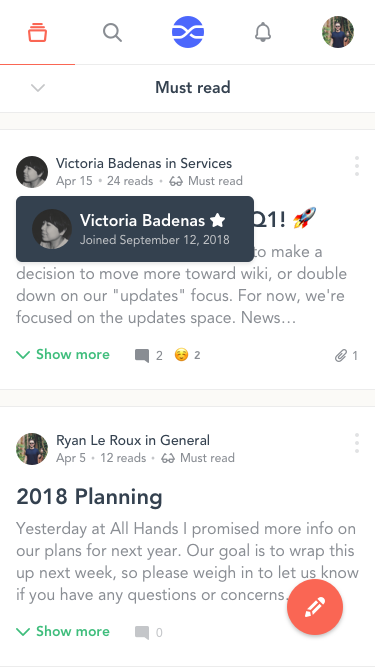 Must read
Victoria Badenas in Services
Apr 15 • 24 reads • Must read
Q1! 🚀
Victoria Badenas ★
Joined September 12, 2018
to make a
decision to move more toward wiki, or double
down on our "updates" focus. For now, we're
focused on the updates space. News…
Show more 2 😌 2 1
Ryan Le Roux in General
Apr 5 • 12 reads • Must read
2018 Planning
Yesterday at All Hands I promised more info on
our plans for next year. Our goal is to wrap this
up next week, so please weigh in to let us know
if you have any questions or concerns.
Show more 0